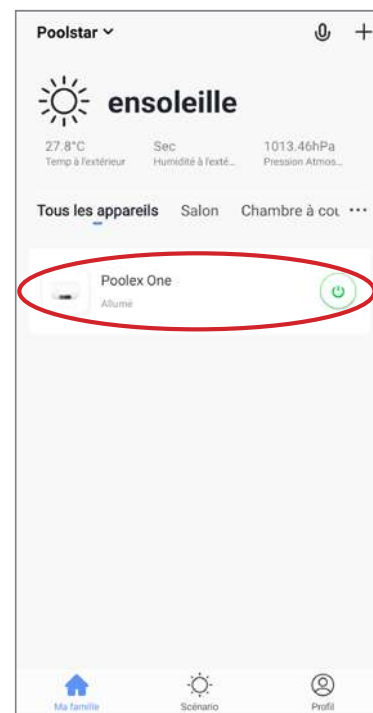 Poolstar
ensoleille
27.8°C Sec 1013.46hPa
Temp à l'extérieur Humidité à l'exté... Pression Atmos...
Tous les appareils Salon Chambre à cou ...
Poolex One
Allumé
Ma famille Scénario Profil